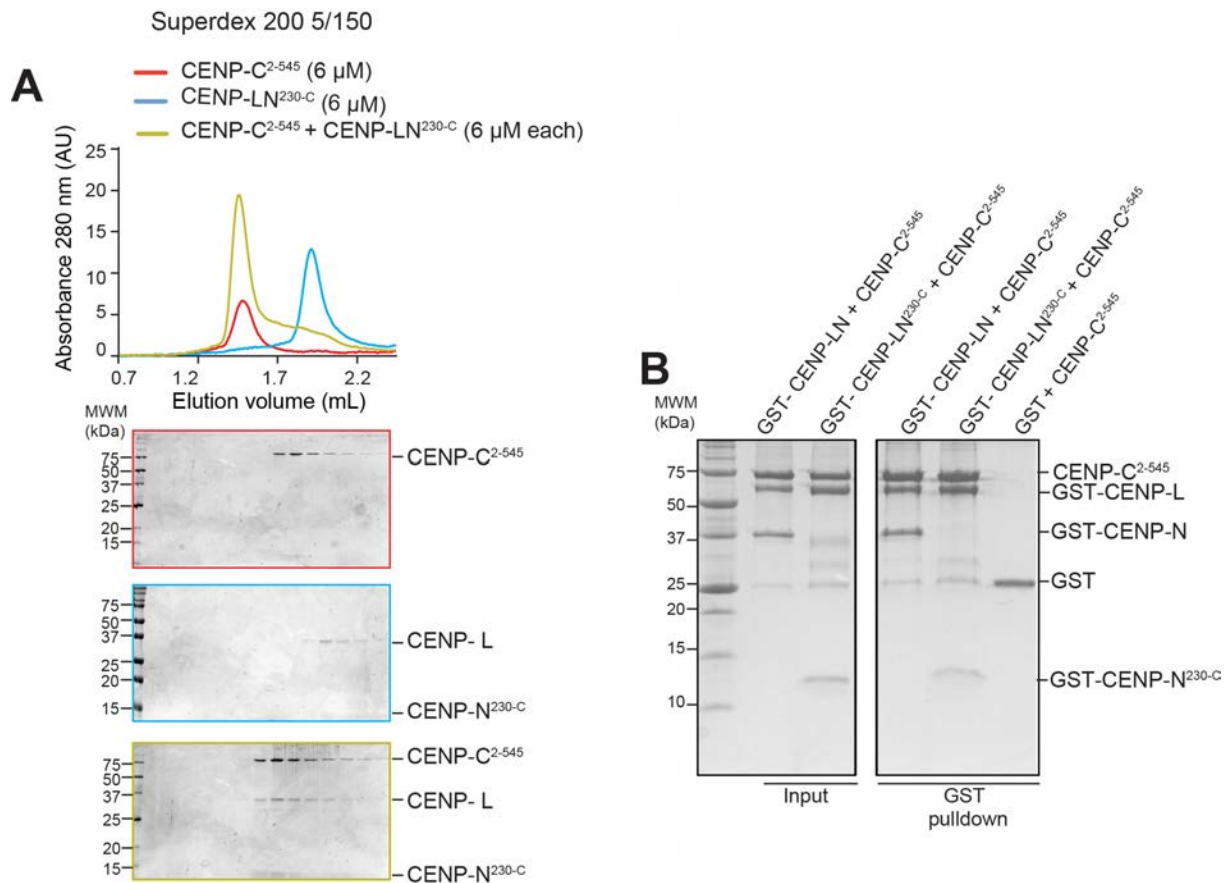 Superdex 200 5/150
A
CENP-C2-545 (6 µM)
CENP-LN230-C (6 µM)
CENP-C2-545 + CENP-LN230-C (6 µM each)
Absorbance 280 nm (AU)
25
20
15
10
5
0
0.7 1.2 1.7 2.2
Elution volume (mL)
MWM
(kDa)
75
50
37
25
20
15
CENP-C2-545
75
50
37
25
20
15
CENP- L
CENP-N230-C
75
50
37
25
20
15
CENP-C2-545
CENP- L
CENP-N230-C
B
GST- CENP-LN + CENP-C2-545
GST- CENP-LN230-C + CENP-C2-545
GST- CENP-LN + CENP-C2-545
GST- CENP-LN230-C + CENP-C2-545
GST + CENP-C2-545
MWM
(kDa)
75
50
37
25
20
15
10
CENP-C2-545
GST-CENP-L
GST-CENP-N
GST
GST-CENP-N230-C
Input
GST
pulldown